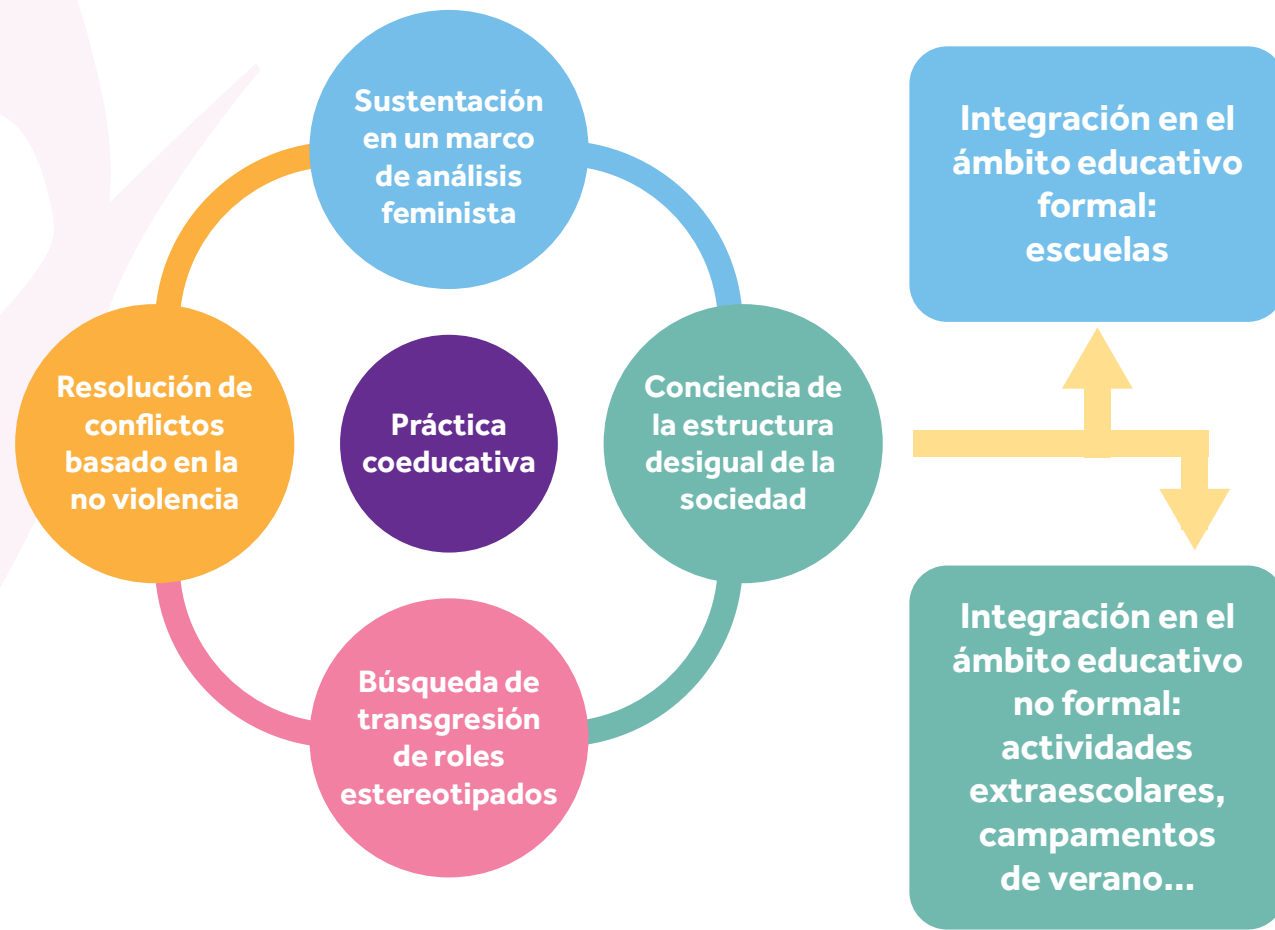 Sustentación
en un marco
de análisis
feminista
Resolución de
conflictos
basado en la
no violencia
Práctica
coeducativa
Conciencia de
la estructura
desigual de la
sociedad
Búsqueda de
transgresión
de roles
estereotipados
Integración en el
ámbito educativo
formal:
escuelas
Integración en el
ámbito educativo
no formal:
actividades
extraescolares,
campamentos
de verano...